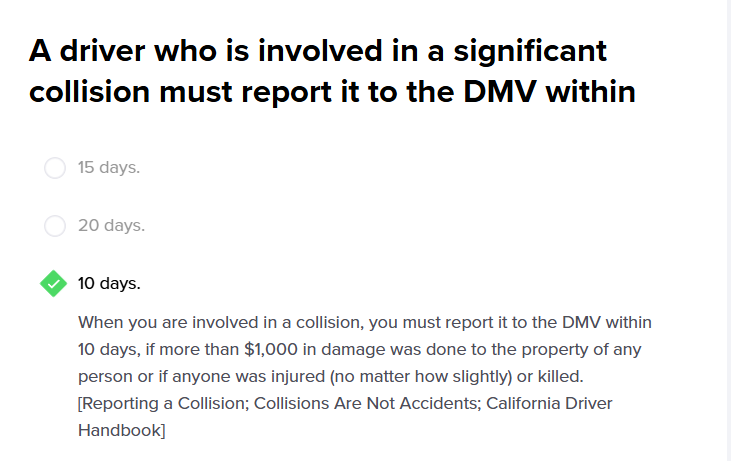 A driver who is involved in a significant
collision must report it to the DMV within
15 days.
20 days.
10 days.
When you are involved in a collision, you must report it to the DMV within
10 days, if more than $1,000 in damage was done to the property of any
person or if anyone was injured (no matter how slightly) or killed.
[Reporting a Collision; Collisions Are Not Accidents; California Driver
Handbook]